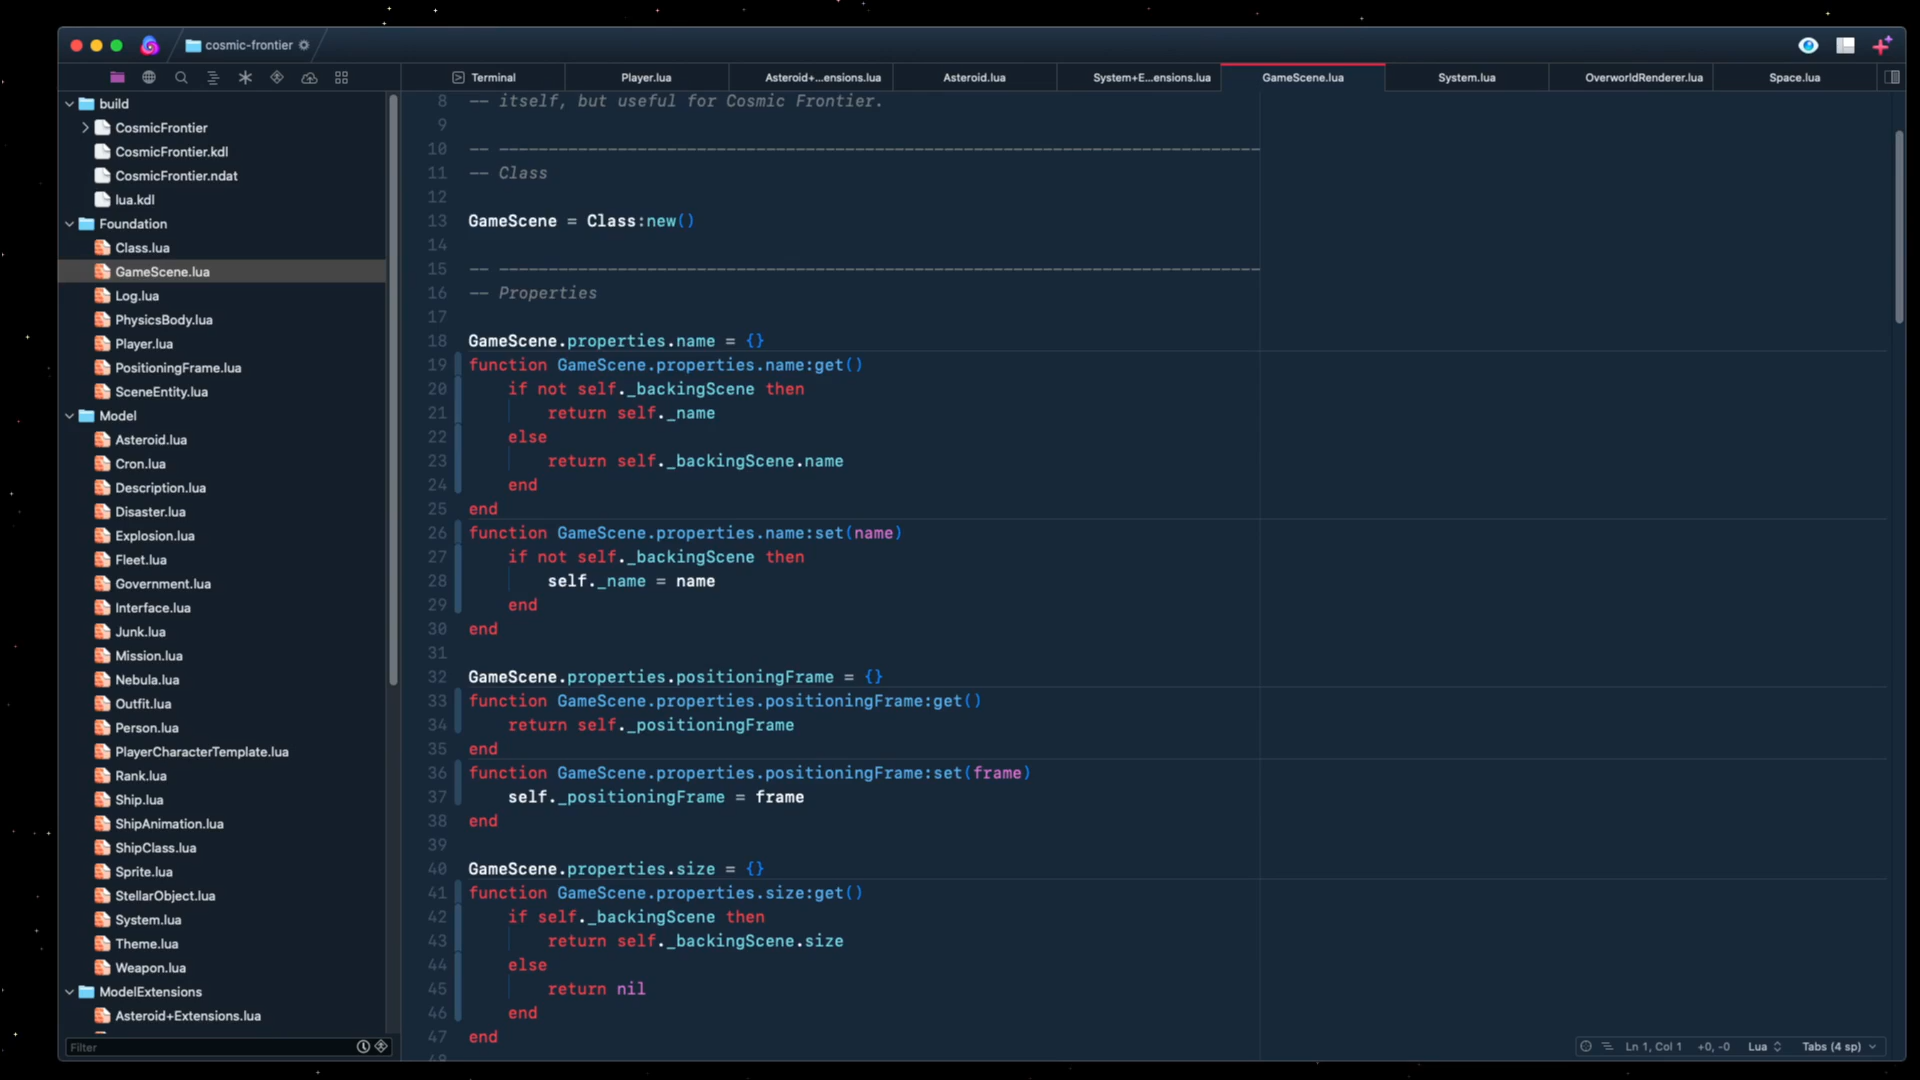 cosmic-frontier
Terminal
Player.lua
Asteroid+...ensions.lua
Asteroid.lua
System+E...ensions.lua
GameScene.lua
System.lua
OverworldRenderer.lua
Space.lua
build
CosmicFrontier
CosmicFrontier.kdl
CosmicFrontier.ndat
lua.kdl
Foundation
Class.lua
GameScene.lua
Log.lua
PhysicsBody.lua
Player.lua
PositioningFrame.lua
SceneEntity.lua
Model
Asteroid.lua
Cron.lua
Description.lua
Disaster.lua
Explosion.lua
Fleet.lua
Government.lua
Interface.lua
Junk.lua
Mission.lua
Nebula.lua
Outfit.lua
Person.lua
PlayerCharacterTemplate.lua
Rank.lua
Ship.lua
ShipAnimation.lua
ShipClass.lua
Sprite.lua
StellarObject.lua
System.lua
Theme.lua
Weapon.lua
ModelExtensions
Asteroid+Extensions.lua
Filter
8 -- itself, but useful for Cosmic Frontier.
9
10 -- -----------------------------------------------------------------------------
11 -- Class
12
13 GameScene = Class:new()
14
15 -- -----------------------------------------------------------------------------
16 -- Properties
17
18 GameScene.properties.name = {}
19 function GameScene.properties.name:get()
20 if not self._backingScene then
21 return self._name
22 else
23 return self._backingScene.name
24 end
25 end
26 function GameScene.properties.name:set(name)
27 if not self._backingScene then
28 self._name = name
29 end
30 end
31
32 GameScene.properties.positioningFrame = {}
33 function GameScene.properties.positioningFrame:get()
34 return self._positioningFrame
35 end
36 function GameScene.properties.positioningFrame:set(frame)
37 self._positioningFrame = frame
38 end
39
40 GameScene.properties.size = {}
41 function GameScene.properties.size:get()
42 if self._backingScene then
43 return self._backingScene.size
44 else
45 return nil
46 end
47 end
Ln 1, Col 1 +0, -0 Lua Tabs (4 sp)